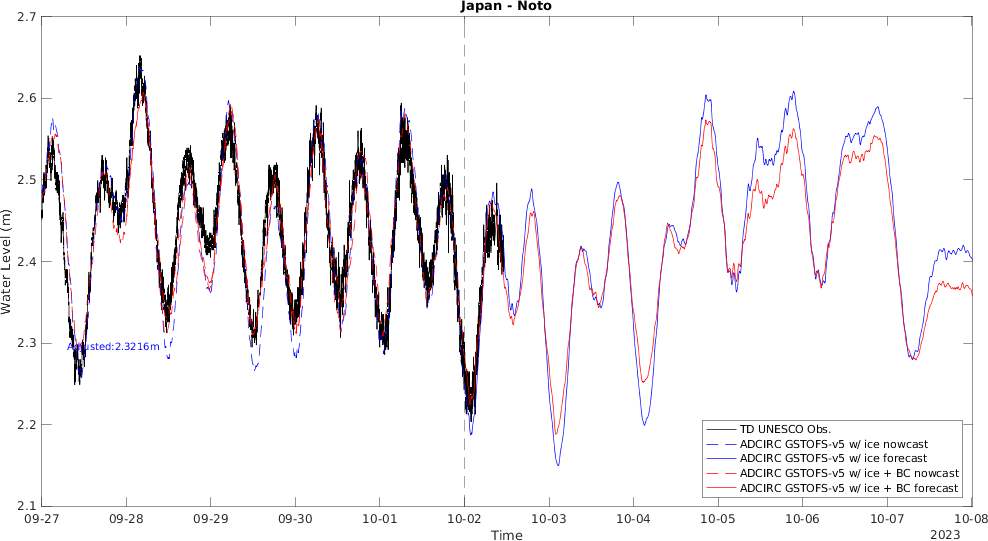 Japan - Noto
2.7
2.6
2.5
2.4
2.3
2.2
2.1
Water Level (m)
Adjusted:2.3216m
TD UNESCO Obs.
ADCIRC GSTOFS-v5 w/ ice nowcast
ADCIRC GSTOFS-v5 w/ ice forecast
ADCIRC GSTOFS-v5 w/ ice + BC nowcast
ADCIRC GSTOFS-v5 w/ ice + BC forecast
09-27 09-28 09-29 09-30 10-01 10-02 10-03 10-04 10-05 10-06 10-07 10-08
Time
2023